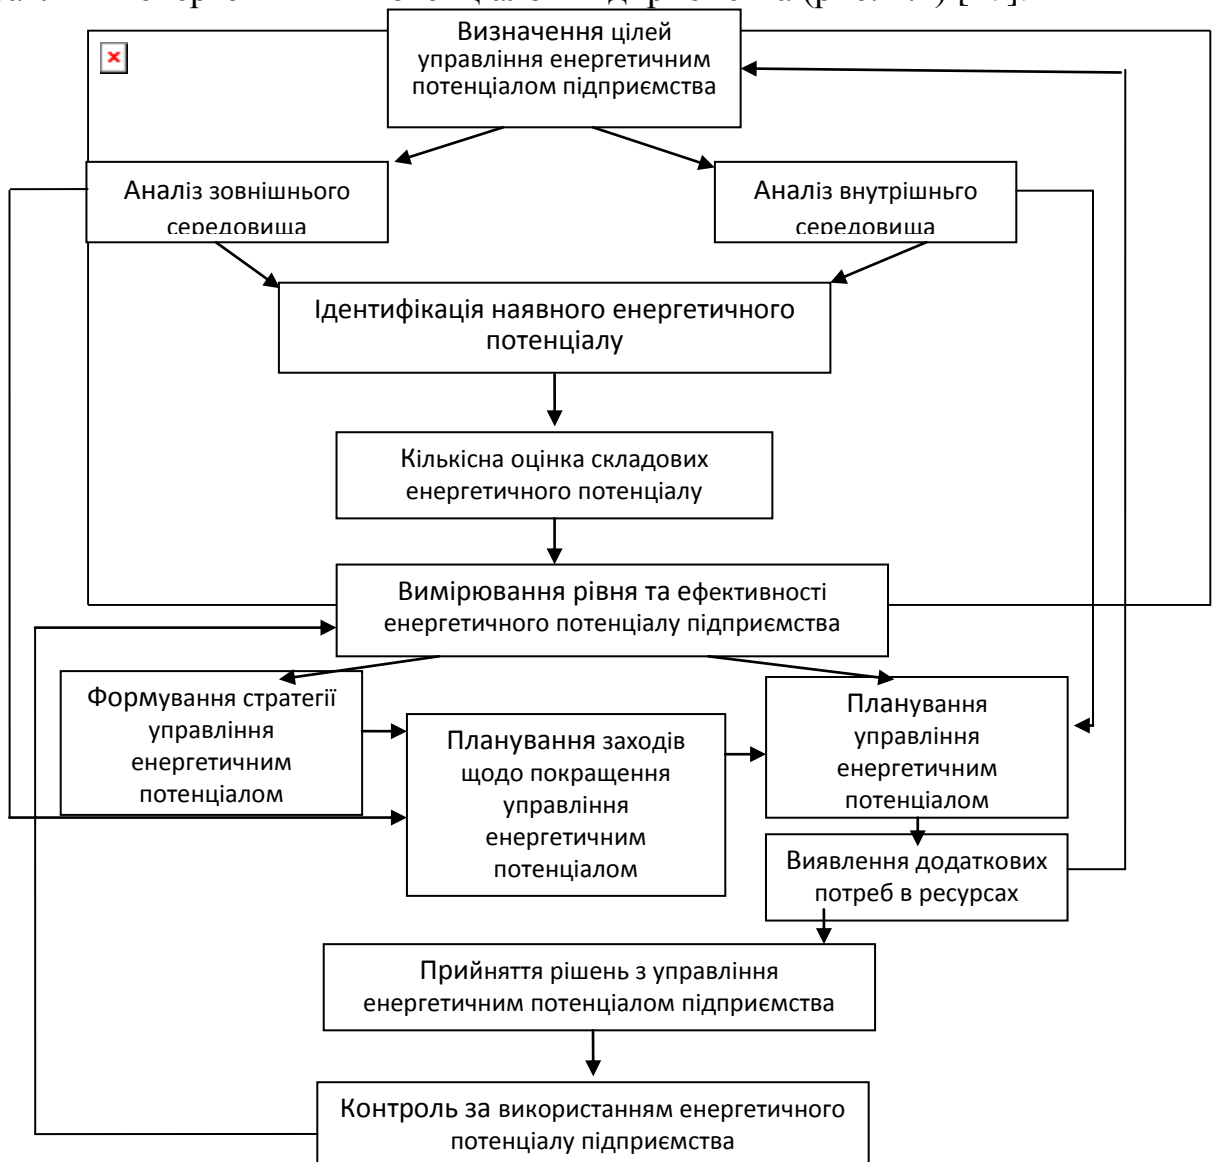 Визначення цілей
управління енергетичним
потенціалом підприємства
Аналіз зовнішнього
середовища
Аналіз внутрішньго
середовища
Ідентифікація наявного енергетичного
потенціалу
Кількісна оцінка складових
енергетичного потенціалу
Вимірювання рівня та ефективності
енергетичного потенціалу підприємства
Формування стратегії
управління
енергетичним
потенціалом
Планування заходів
щодо покращення
управління
енергетичним
потенціалом
Планування
управління
енергетичним
потенціалом
Виявлення додаткових
потреб в ресурсах
Прийняття рішень з управління
енергетичним потенціалом підприємства
Контроль за використанням енергетичного
потенціалу підприємства